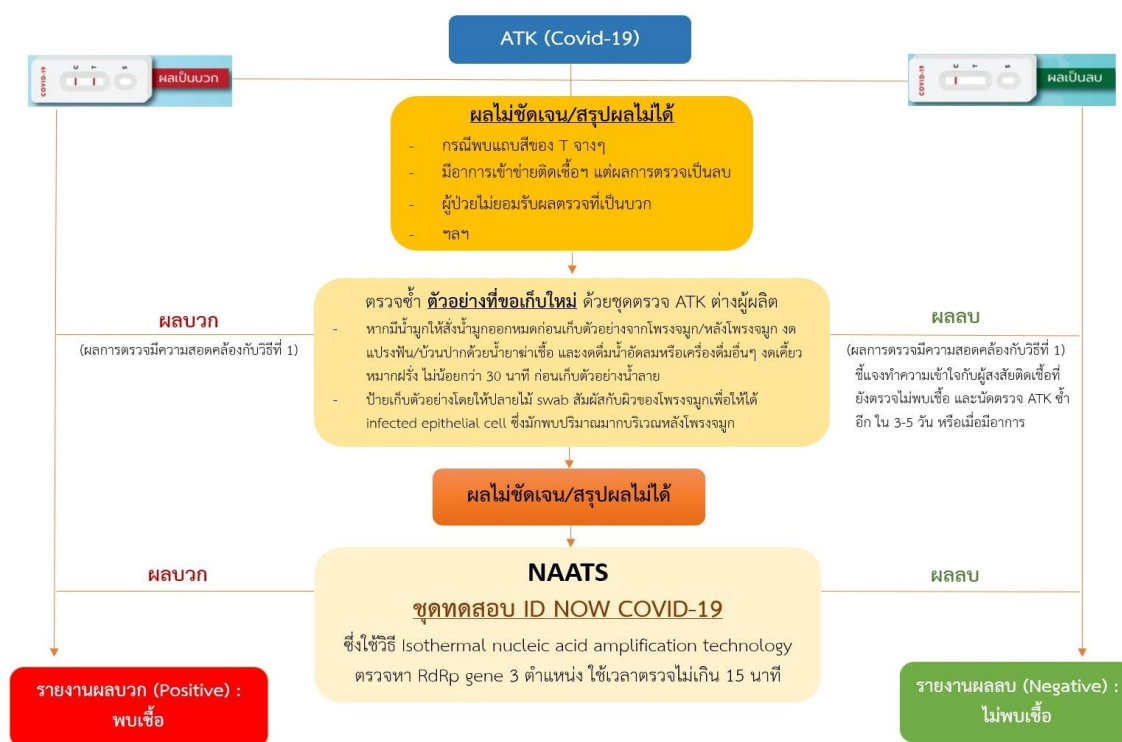 ATK (Covid-19)
COVID-19
C T S
ผลเป็นบวก
COVID-19
C T S
ผลเป็นลบ
ผลไม่ชัดเจน/สรุปผลไม่ได้
- กรณีพบแถบสีของ T จางๆ
- มีอาการเข้าข่ายติดเชื้อฯ แต่ผลการตรวจเป็นลบ
- ผู้ป่วยไม่ยอมรับผลตรวจที่เป็นบวก
- ฯลฯ
ตรวจซ้ำ ตัวอย่างที่ขอเก็บใหม่ ด้วยชุดตรวจ ATK ต่างผู้ผลิต
- หากมีน้ำมูกให้สั่งน้ำมูกออกหมดก่อนเก็บตัวอย่างจากโพรงจมูก/หลังโพรงจมูก งด
แปรงฟัน/บ้วนปากด้วยน้ำยาฆ่าเชื้อ และงดดื่มน้ำอัดลมหรือเครื่องดื่มอื่นๆ งดเคี้ยว
หมากฝรั่ง ไม่น้อยกว่า 30 นาที ก่อนเก็บตัวอย่างน้ำลาย
- ป้ายเก็บตัวอย่างโดยให้ปลายไม้ swab สัมผัสกับผิวของโพรงจมูกเพื่อให้ได้
infected epithelial cell ซึ่งมักพบปริมาณมากบริเวณหลังโพรงจมูก
ผลบวก
(ผลการตรวจมีความสอดคล้องกับวิธีที่ 1)
ผลลบ
(ผลการตรวจมีความสอดคล้องกับวิธีที่ 1)
ชี้แจงทำความเข้าใจกับผู้สงสัยติดเชื้อที่
ยังตรวจไม่พบเชื้อ และนัดตรวจ ATK ซ้ำ
อีก ใน 3-5 วัน หรือเมื่อมีอาการ
ผลไม่ชัดเจน/สรุปผลไม่ได้
ผลบวก
NAATS
ชุดทดสอบ ID NOW COVID-19
ซึ่งใช้วิธี Isothermal nucleic acid amplification technology
ตรวจหา RdRp gene 3 ตำแหน่ง ใช้เวลาตรวจไม่เกิน 15 นาที
ผลลบ
รายงานผลบวก (Positive) :
พบเชื้อ
รายงานผลลบ (Negative) :
ไม่พบเชื้อ